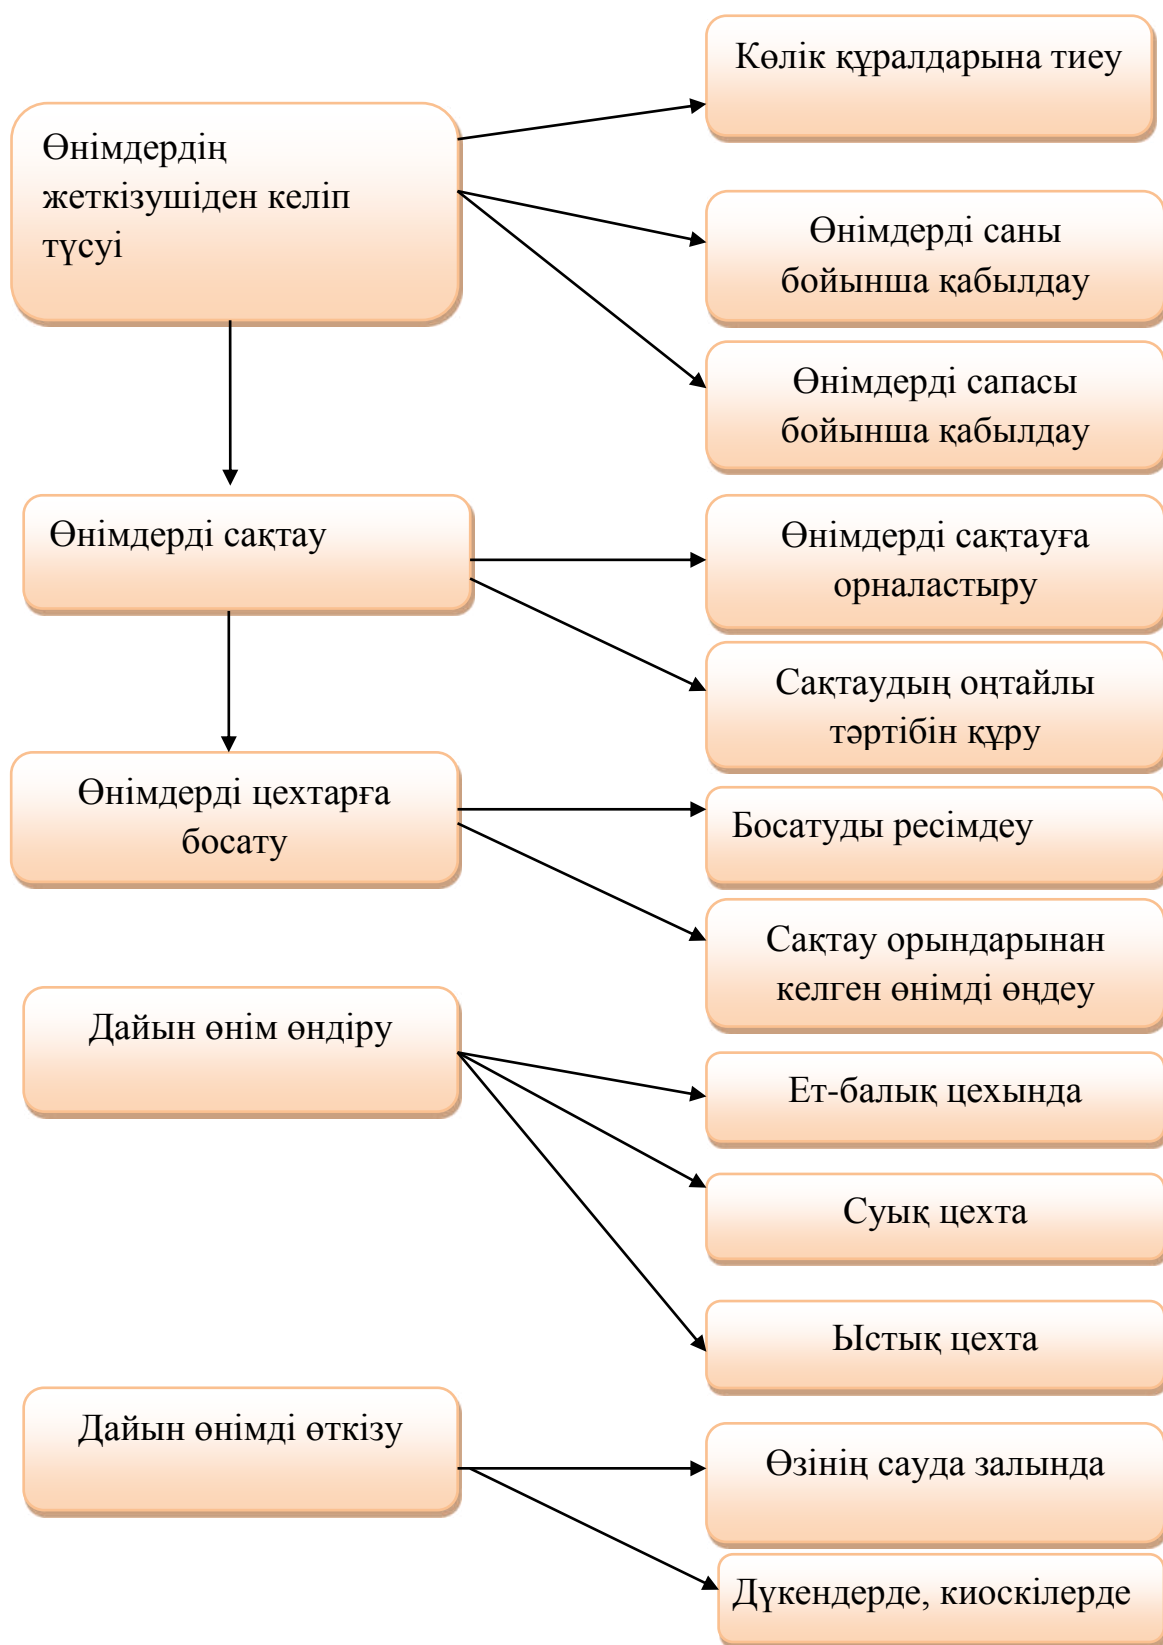 Көлік құралдарына тиеу
Өнімдердің
жеткізушіден келіп
түсуі
Өнімдерді саны
бойынша қабылдау
Өнімдерді сапасы
бойынша қабылдау
Өнімдерді сақтау
Өнімдерді сақтауға
орналастыру
Сақтаудың оңтайлы
тәртібін құру
Өнімдерді цехтарға
босату
Босатуды ресімдеу
Сақтау орындарынан
келген өнімді өңдеу
Дайын өнім өндіру
Ет-балық цехында
Суық цехта
Ыстық цехта
Дайын өнімді өткізу
Өзінің сауда залында
Дүкендерде, киоскілерде